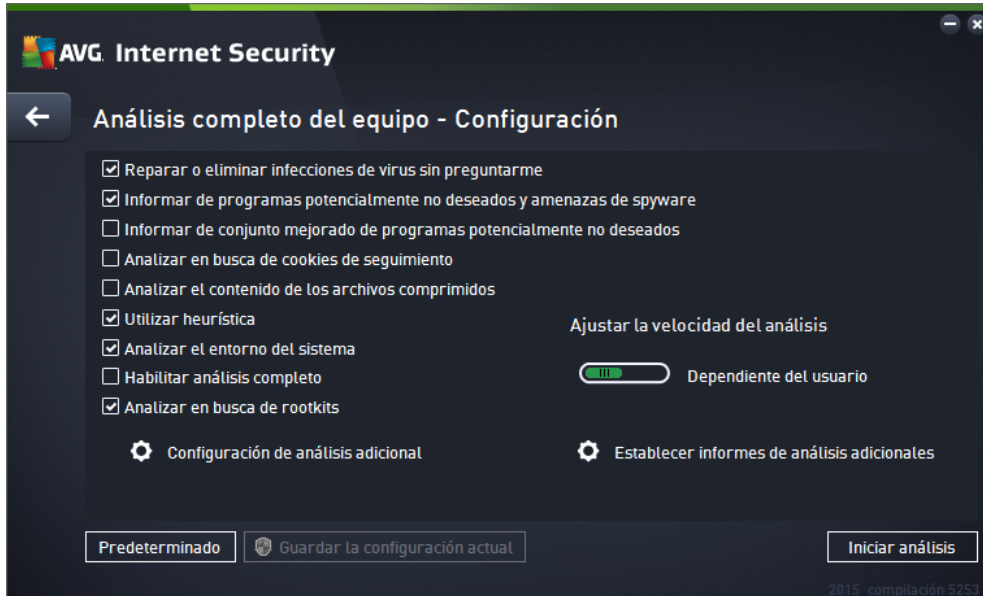 AVG. Internet Security
Análisis completo del equipo - Configuración
Reparar o eliminar infecciones de virus sin preguntarme
Informar de programas potencialmente no deseados y amenazas de spyware
Informar de conjunto mejorado de programas potencialmente no deseados
Analizar en busca de cookies de seguimiento
Analizar el contenido de los archivos comprimidos
Utilizar heurística
Analizar el entorno del sistema
Habilitar análisis completo
Analizar en busca de rootkits
Ajustar la velocidad del análisis
Dependiente del usuario
Configuración de análisis adicional
Establecer informes de análisis adicionales
Predeterminado
Guardar la configuración actual
Iniciar análisis
2015 compilación 5253